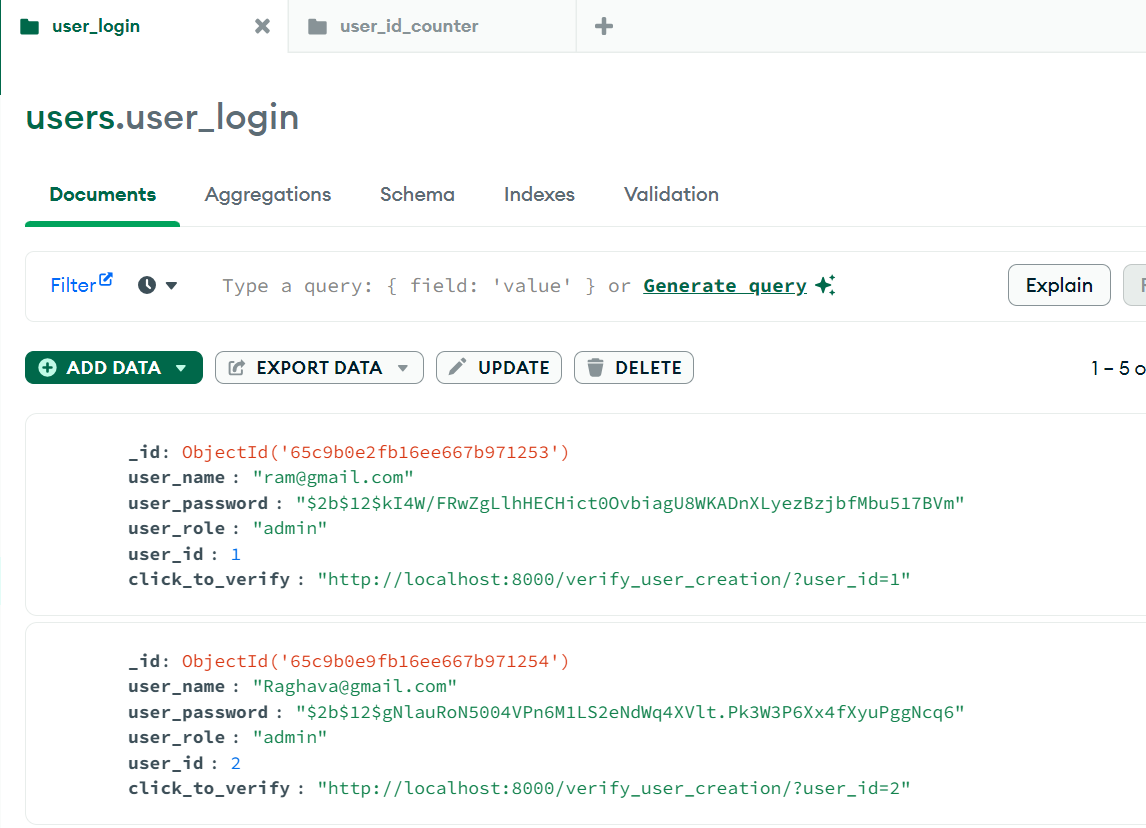 user_login user_id_counter
users.user_login
Documents Aggregations Schema Indexes Validation
Filter Type a query: { field: 'value' } or Generate query Explain
ADD DATA EXPORT DATA UPDATE DELETE 1 – 5 o
_id: ObjectId('65c9b0e2fb16ee667b971253')
user_name : "ram@gmail.com"
user_password : "$2b$12$kI4W/FRwZgLlhHECHict0OvbiagU8WKADnXLyezBzjbfMbu517BVm"
user_role : "admin"
user_id : 1
click_to_verify : "http://localhost:8000/verify_user_creation/?user_id=1"
_id: ObjectId('65c9b0e9fb16ee667b971254')
user_name : "Raghava@gmail.com"
user_password : "$2b$12$gNlauRoN5004VPn6M1LS2eNdWq4XVlt.Pk3W3P6Xx4fXyuPggNcq6"
user_role : "admin"
user_id : 2
click_to_verify : "http://localhost:8000/verify_user_creation/?user_id=2"